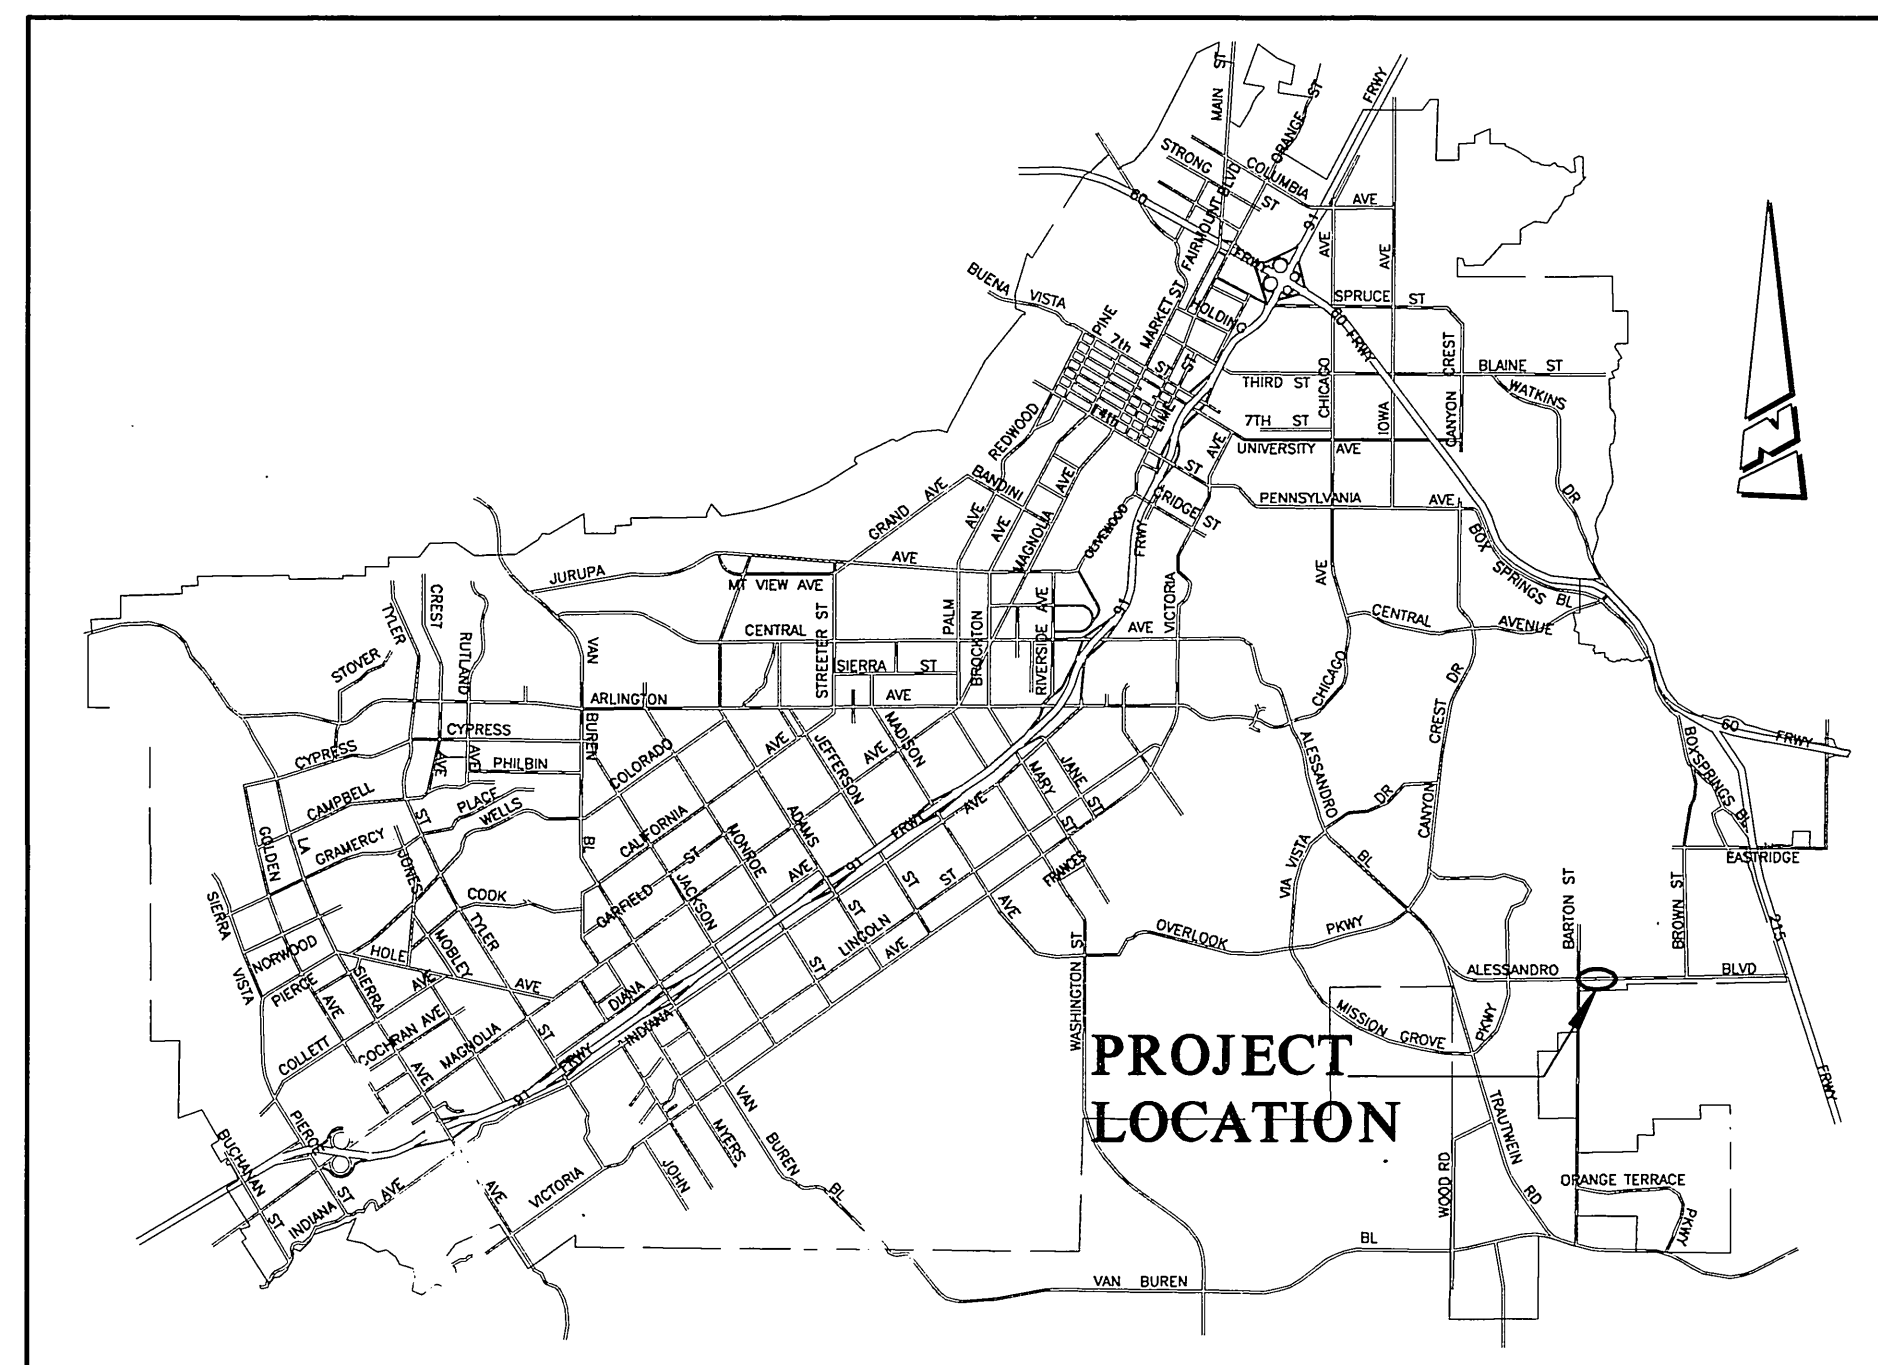 MAIN ST
ORANGE ST
FRWY
STRONG ST
COLUMBIA AVE
60 FRWY
FAIRMOUNT BLVD
91
AVE
AVE
BUENA VISTA
PINE
7th ST
MARKET ST
HOLDING
ST
SPRUCE ST
60 FRWY
THIRD ST
CHICAGO
IOWA
CANYON CREST
BLAINE ST
WATKINS DR
REDWOOD
14th
LIME
7TH ST
UNIVERSITY AVE
ST
AVE
GRAND AVE
BANDINI
AVE
AVE
MAGNOLIA AVE
OLIVEWOOD
CRIDGE ST
FRWY
PENNSYLVANIA AVE
BOX SPRINGS BL
JURUPA AVE
MT VIEW AVE
STREETER ST
PALM
BROCKTON
RIVERSIDE AVE
91
VICTORIA
AVE
CENTRAL AVENUE
CENTRAL AVE
TYLER
CREST
RUTLAND
STOVER
VAN BUREN BL
SIERRA ST
ARLINGTON AVE
CHICAGO
CANYON CREST DR
60 FRWY
CYPRESS
CYPRESS
AVE
AVE
PHILBIN
COLORADO AVE
JEFFERSON
MADISON
AVE
MARY ST
JANE ST
ALESSANDRO BL
DR
BOXSPRINGS BL
CAMPBELL
ST
PLACE
WELLS
GOLDEN
LA
GRAMERCY
JONES
CALIFORNIA
MONROE
ADAMS
FRWY
AVE
91
EASTRIDGE
VIA VISTA
SIERRA VISTA
COOK
GARFIELD ST
JACKSON
AVE
ST
ST
FRANCES
AVE
BARTON ST
BROWN ST
NORWOOD
HOLE AVE
MOBLEY
TYLER
ST
LINCOLN AVE
ST
WASHINGTON ST
OVERLOOK PKWY
ALESSANDRO BLVD
215 FRWY
PIERCE
AVE
SIERRA
AVE
DIANA
INDIANA
COLLETT
COCHRAN AVE
MAGNOLIA
AVE
ST
FRWY
91
MISSION GROVE PKWY
PROJECT
LOCATION
VAN BUREN BL
MYERS
JOHN
PIERCE ST
BUCHANAN ST
INDIANA AVE
AVE
VICTORIA
TRAUTWEIN RD
WOOD RD
ORANGE TERRACE PKWY
VAN BUREN BL